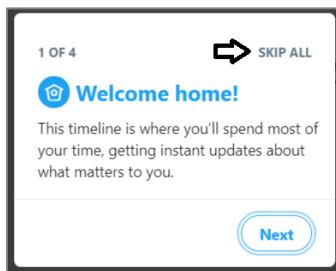 1 OF 4 SKIP ALL
Welcome home!
This timeline is where you'll spend most of
your time, getting instant updates about
what matters to you.
Next